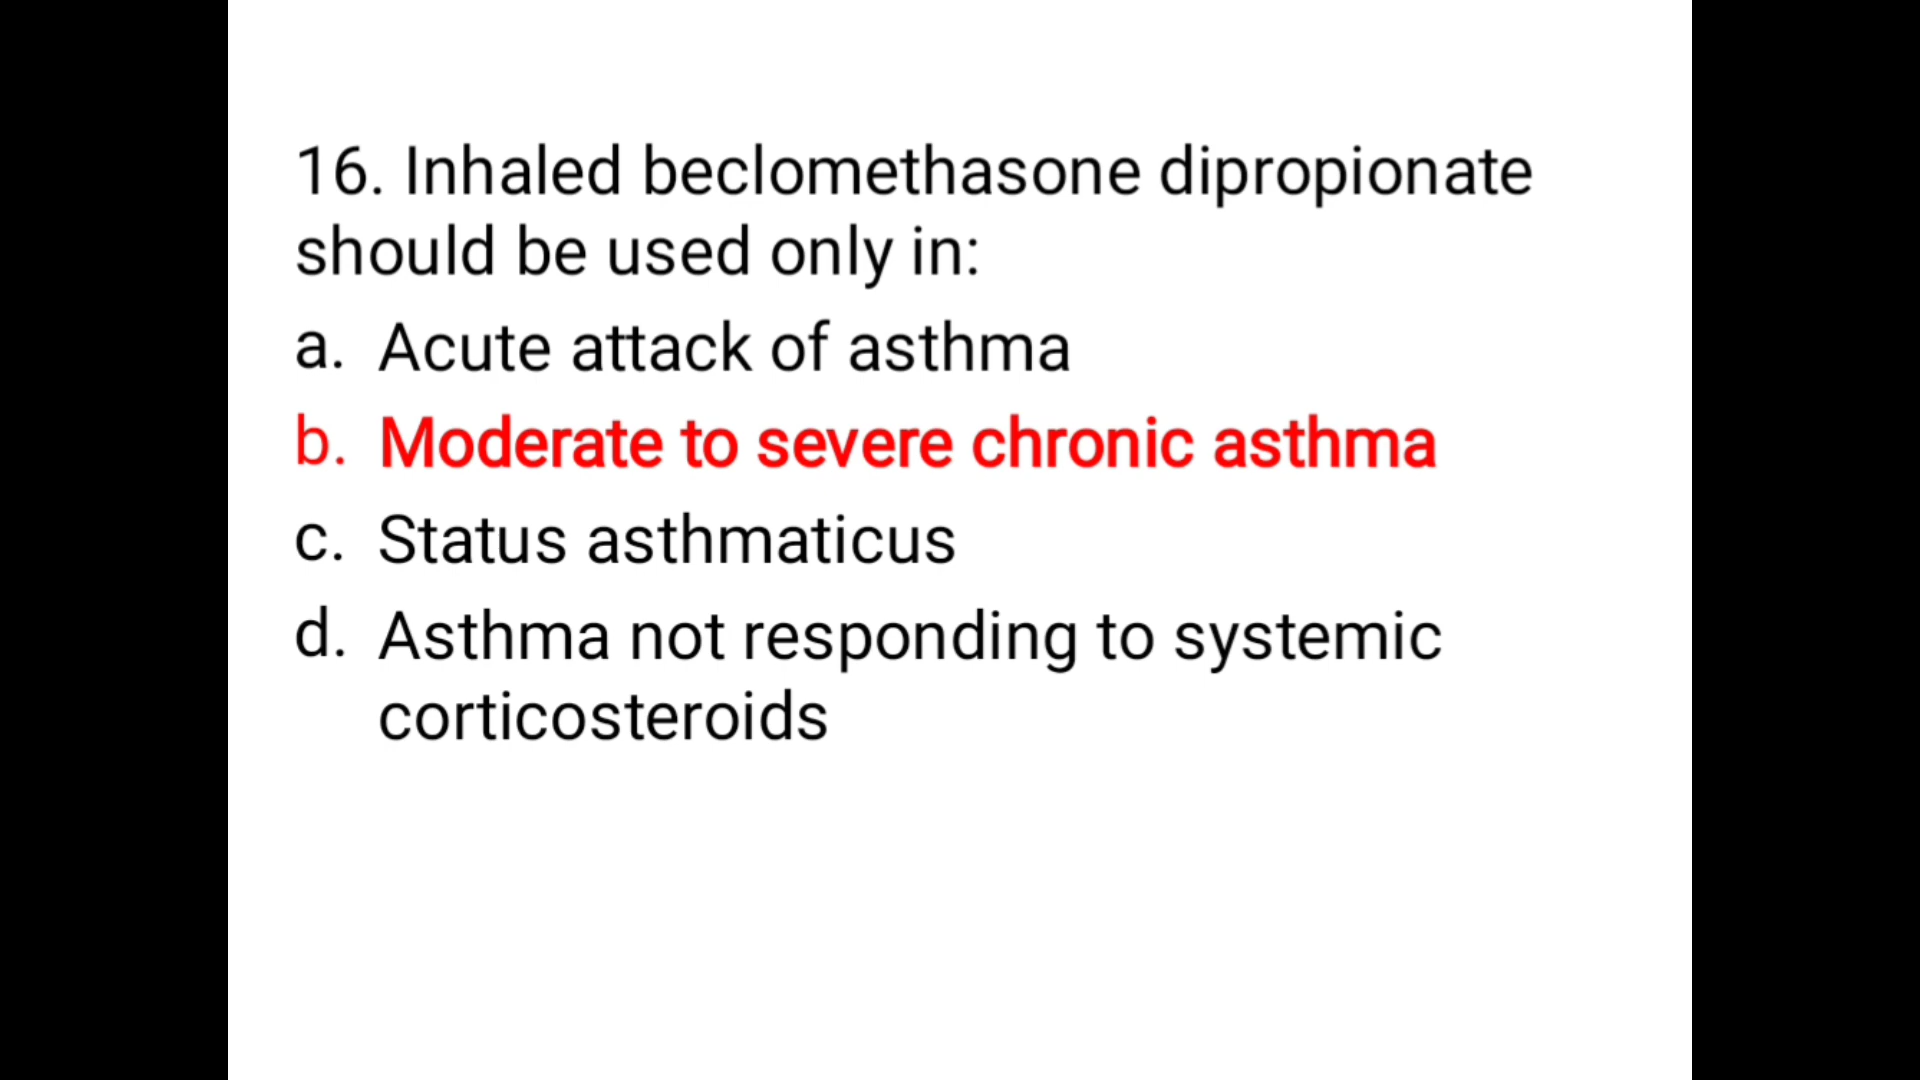 16. Inhaled beclomethasone dipropionate
should be used only in:
a. Acute attack of asthma
b. Moderate to severe chronic asthma
c. Status asthmaticus
d. Asthma not responding to systemic
corticosteroids